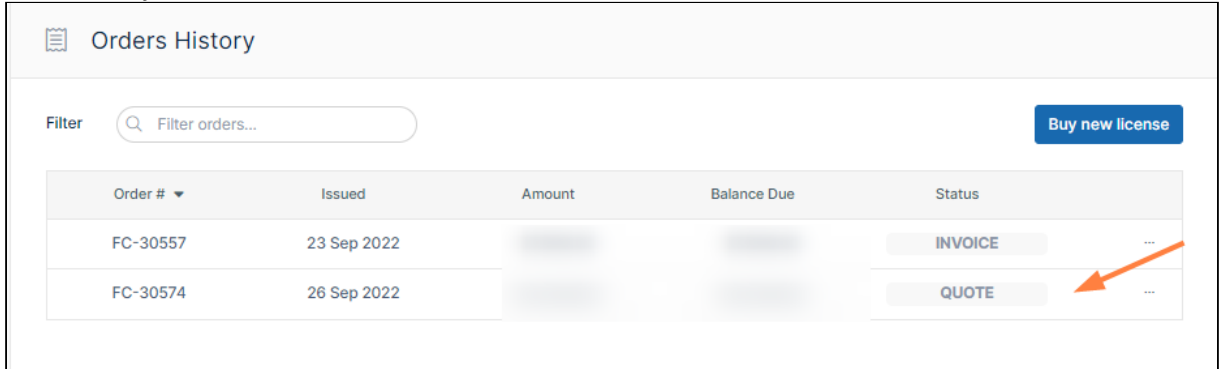 Orders History
Filter Filter orders... Buy new license
Order # Issued Amount Balance Due Status
FC-30557 23 Sep 2022 INVOICE ...
FC-30574 26 Sep 2022 QUOTE ...